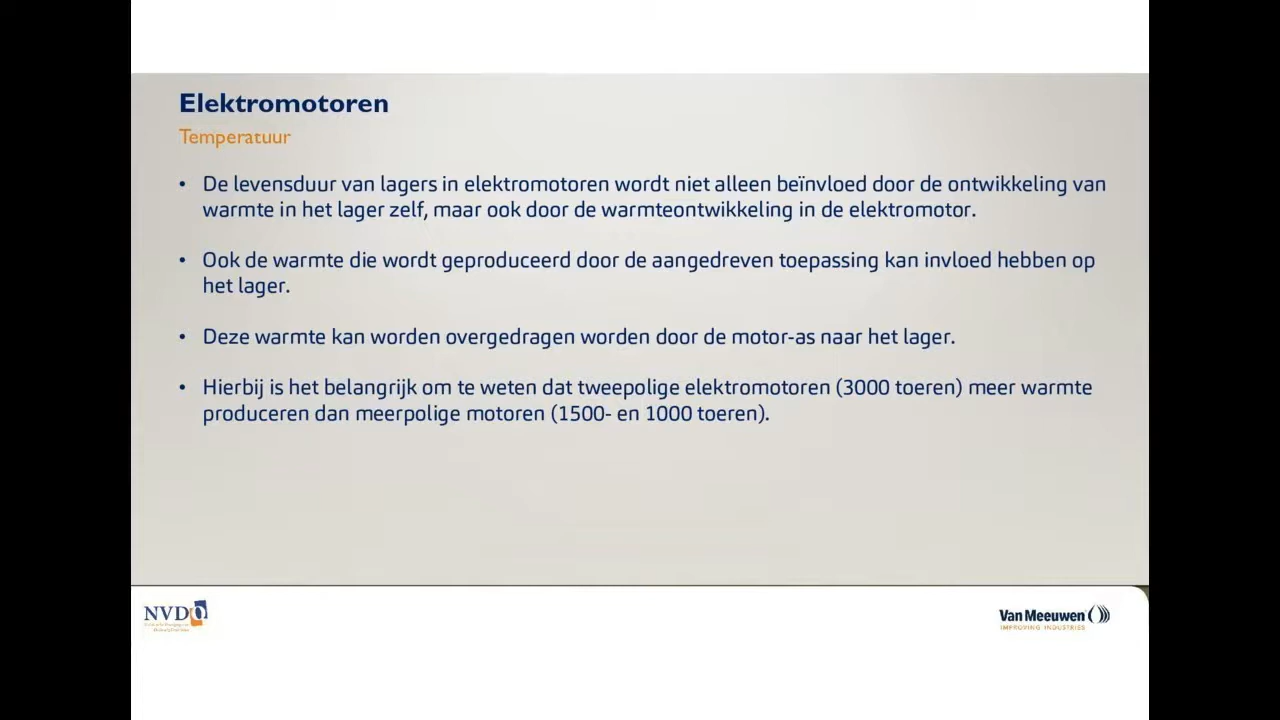 Elektromotoren
Temperatuur
• De levensduur van lagers in elektromotoren wordt niet alleen beïnvloed door de ontwikkeling van
warmte in het lager zelf, maar ook door de warmteontwikkeling in de elektromotor.
• Ook de warmte die wordt geproduceerd door de aangedreven toepassing kan invloed hebben op
het lager.
• Deze warmte kan worden overgedragen worden door de motor-as naar het lager.
• Hierbij is het belangrijk om te weten dat tweepolige elektromotoren (3000 toeren) meer warmte
produceren dan meerpolige motoren (1500- en 1000 toeren).
NVDO
Van Meeuwen
IMPROVING INDUSTRIES